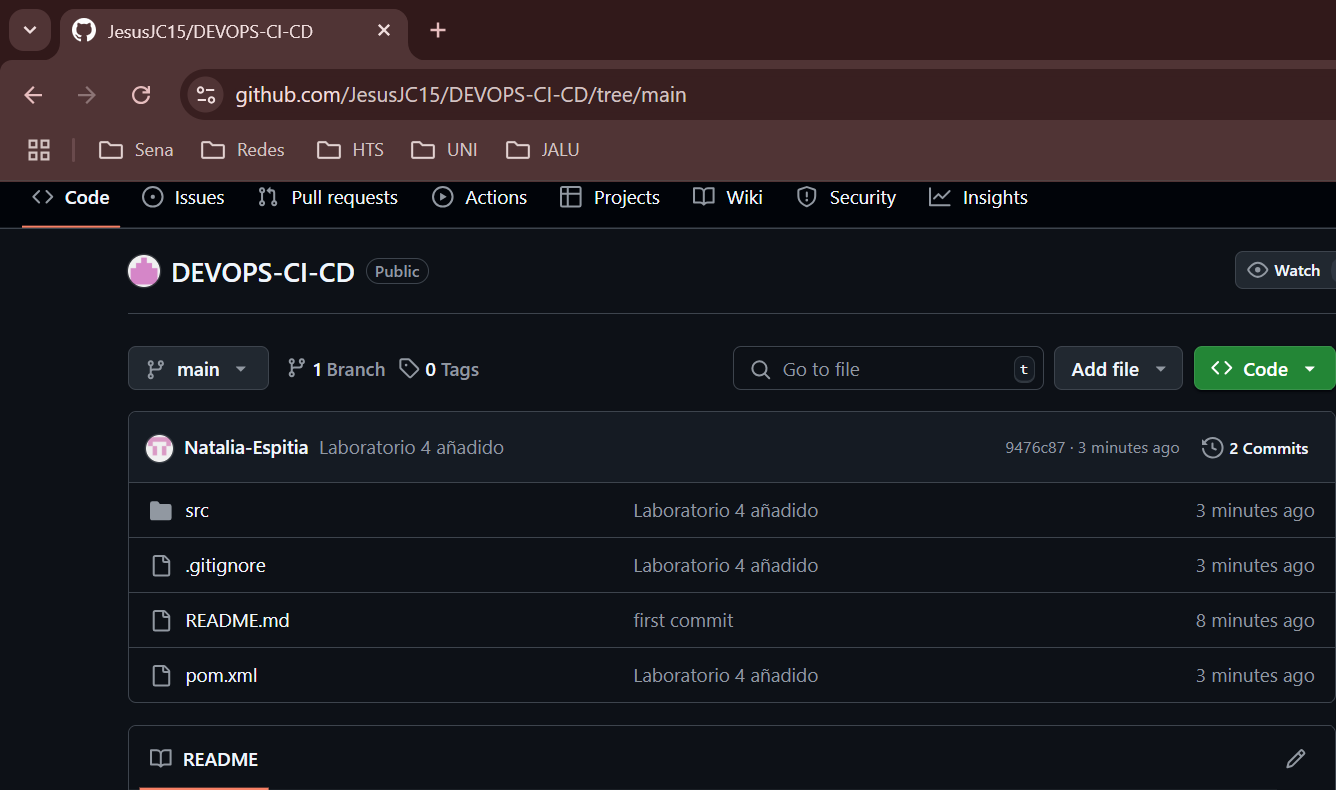 JesusJC15/DEVOPS-CI-CD
github.com/JesusJC15/DEVOPS-CI-CD/tree/main
Sena Redes HTS UNI JALU
Code Issues Pull requests Actions Projects Wiki Security Insights
DEVOPS-CI-CD Public Watch
main 1 Branch 0 Tags Go to file t Add file Code
Natalia-Espitia Laboratorio 4 añadido 9476c87 · 3 minutes ago 2 Commits
src Laboratorio 4 añadido 3 minutes ago
.gitignore Laboratorio 4 añadido 3 minutes ago
README.md first commit 8 minutes ago
pom.xml Laboratorio 4 añadido 3 minutes ago
README